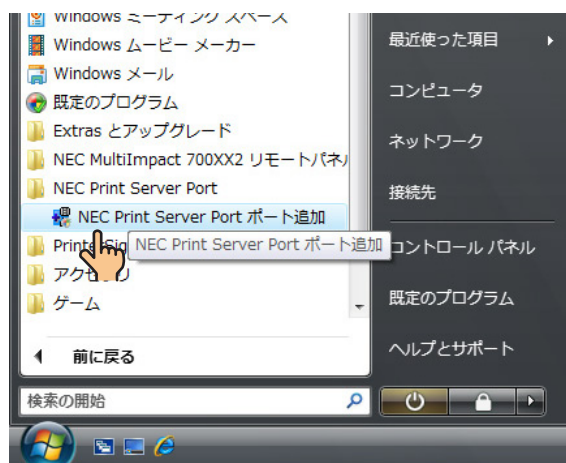 Windows ミーティング スペース
Windows ムービー メーカー
Windows メール
既定のプログラム
Extras とアップグレード
NEC MultiImpact 700XX2 リモートパネル
NEC Print Server Port
NEC Print Server Port ポート追加
NEC Print Server Port ポート追加
アクセサリ
ゲーム
前に戻る
検索の開始
最近使った項目
コンピュータ
ネットワーク
接続先
コントロール パネル
既定のプログラム
ヘルプとサポート